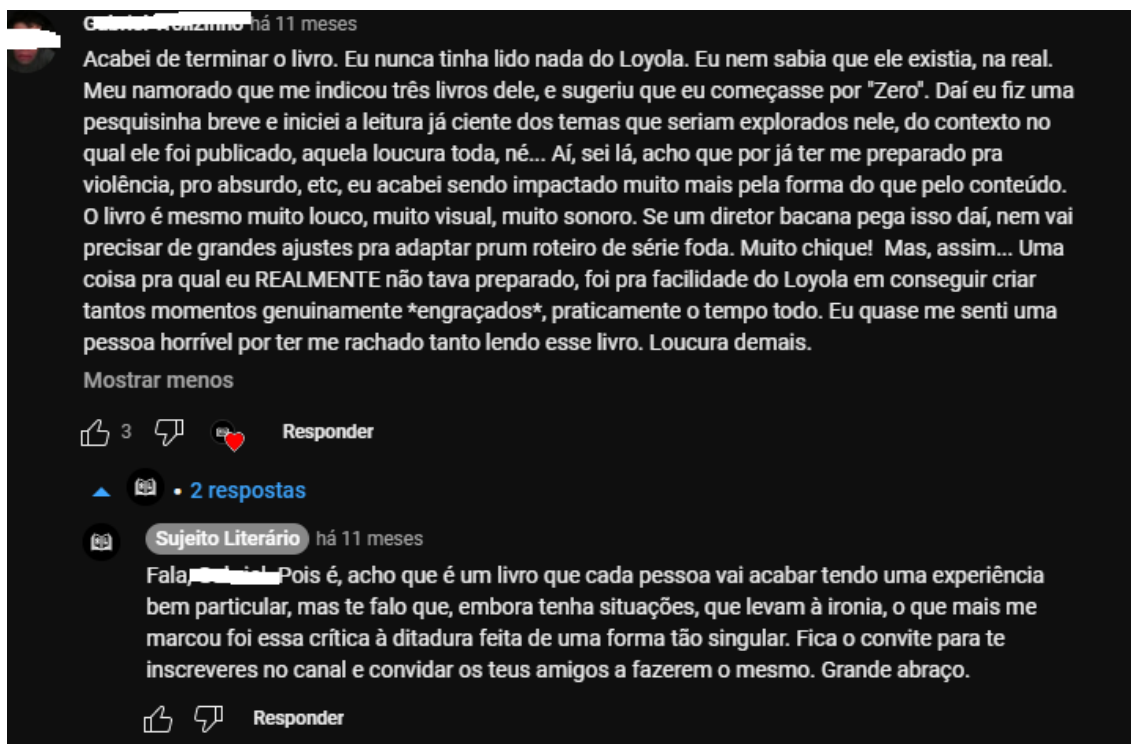 há 11 meses
Acabei de terminar o livro. Eu nunca tinha lido nada do Loyola. Eu nem sabia que ele existia, na real.
Meu namorado que me indicou três livros dele, e sugeriu que eu começasse por "Zero". Daí eu fiz uma
pesquisinha breve e iniciei a leitura já ciente dos temas que seriam explorados nele, do contexto no
qual ele foi publicado, aquela loucura toda, né... Aí, sei lá, acho que por já ter me preparado pra
violência, pro absurdo, etc, eu acabei sendo impactado muito mais pela forma do que pelo conteúdo.
O livro é mesmo muito louco, muito visual, muito sonoro. Se um diretor bacana pega isso daí, nem vai
precisar de grandes ajustes pra adaptar prum roteiro de série foda. Muito chique!  Mas, assim... Uma
coisa pra qual eu REALMENTE não tava preparado, foi pra facilidade do Loyola em conseguir criar
tantos momentos genuinamente *engraçados*, praticamente o tempo todo. Eu quase me senti uma
pessoa horrível por ter me rachado tanto lendo esse livro. Loucura demais.
Mostrar menos
3 Responder
• 2 respostas
Sujeito Literário há 11 meses
Fala, Pois é, acho que é um livro que cada pessoa vai acabar tendo uma experiência
bem particular, mas te falo que, embora tenha situações, que levam à ironia, o que mais me
marcou foi essa crítica à ditadura feita de uma forma tão singular. Fica o convite para te
inscreveres no canal e convidar os teus amigos a fazerem o mesmo. Grande abraço.
Responder